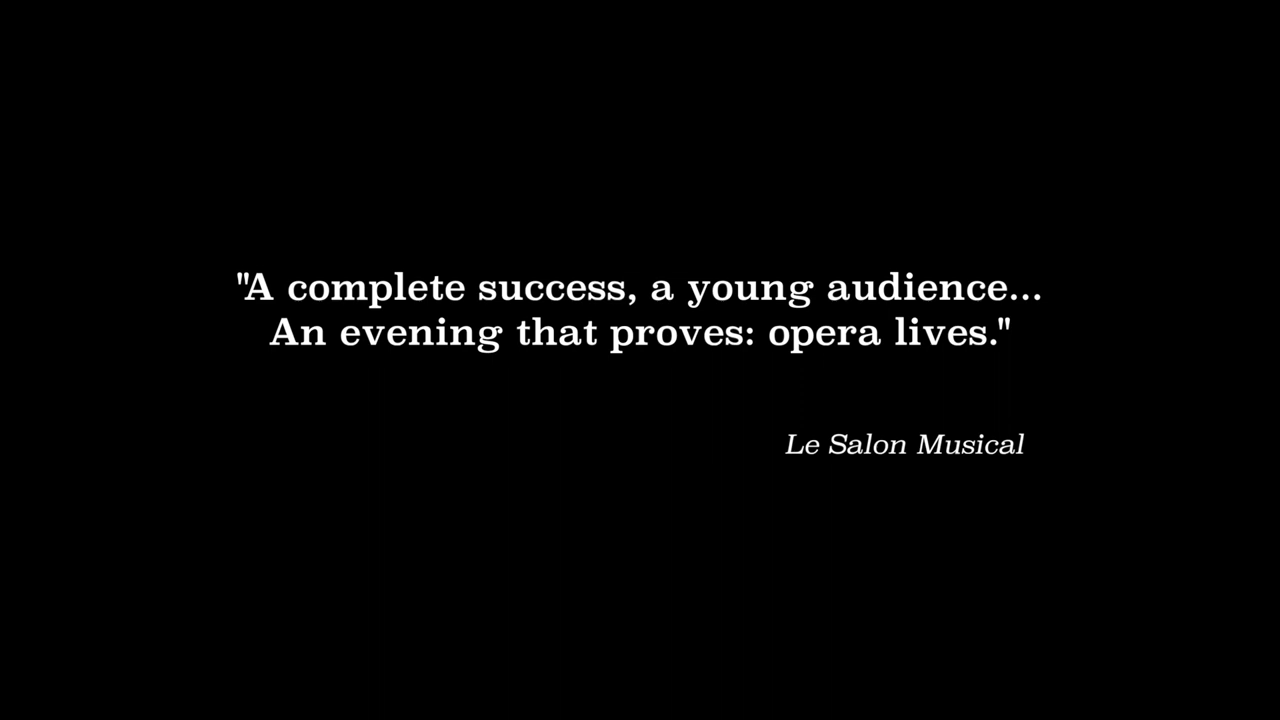 "A complete success, a young audience...
An evening that proves: opera lives."
Le Salon Musical